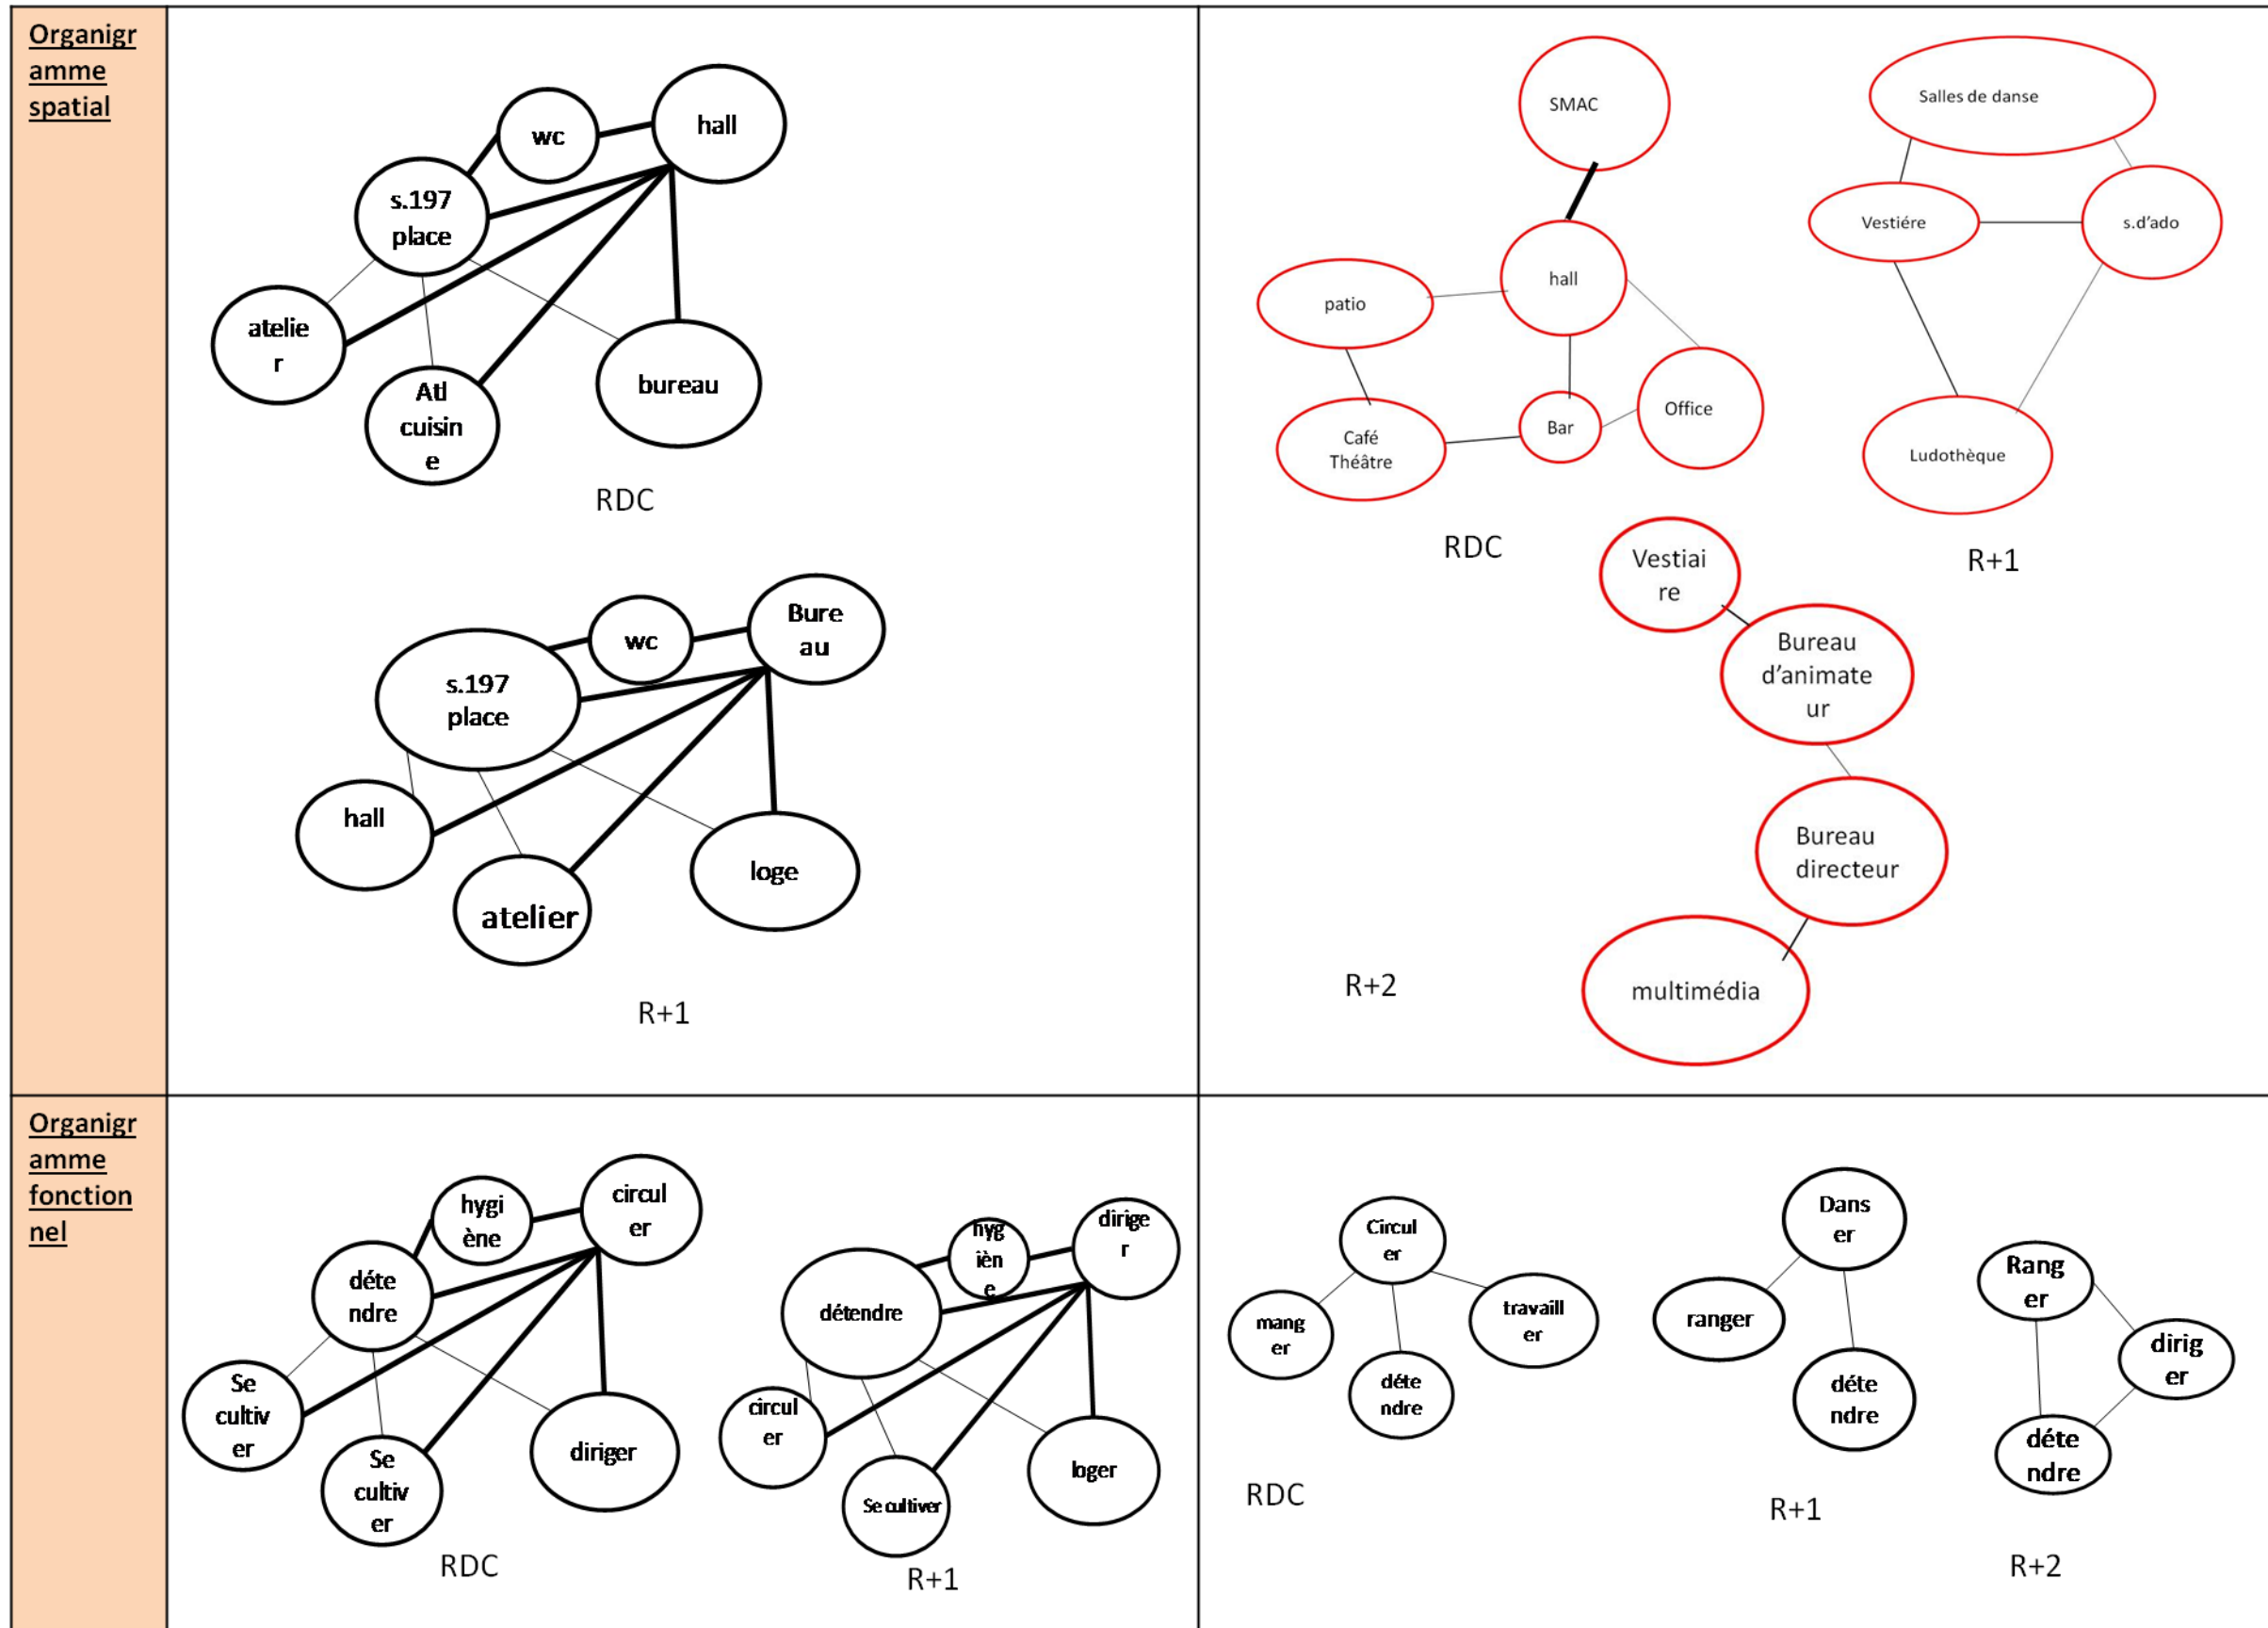 Organigr
amme
spatial
wc
hall
s.197
place
atelie
r
Atl
cuisin
e
bureau
RDC
wc
Bure
au
s.197
place
hall
atelier
loge
R+1
SMAC
hall
patio
Café
Théâtre
Bar
Office
RDC
Salles de danse
Vestiére
s.d'ado
Ludothèque
R+1
Vestiai
re
Bureau
d'animate
ur
Bureau
directeur
multimédia
R+2
Organigr
amme
fonction
nel
hygi
ène
circul
er
déte
ndre
Se
cultiv
er
Se
cultiv
er
diriger
RDC
hyg
ièn
e
dirige
r
détendre
circul
er
Se cultiver
loger
R+1
Circul
er
mang
er
déte
ndre
travaill
er
RDC
Dans
er
ranger
déte
ndre
R+1
Rang
er
dirig
er
déte
ndre
R+2